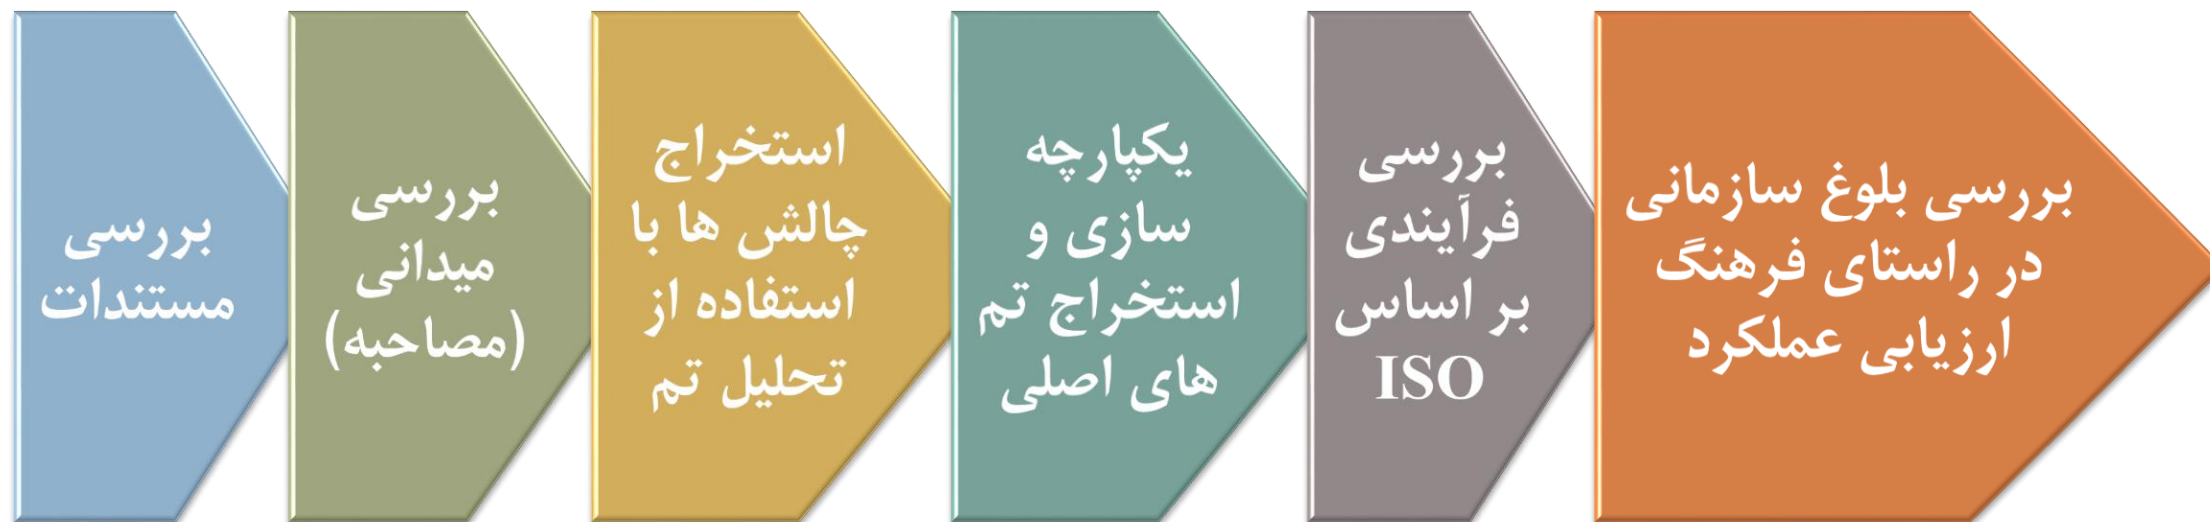 بررسی
مستندات
بررسی
میدانی
(مصاحبه)
استخراج
چالش ها با
استفاده از
تحلیل تم
یکپارچه
سازی و
استخراج تم
های اصلی
بررسی
فرآیندی
بر اساس
ISO
بررسی بلوغ سازمانی
در راستای فرهنگ
ارزیابی عملکرد